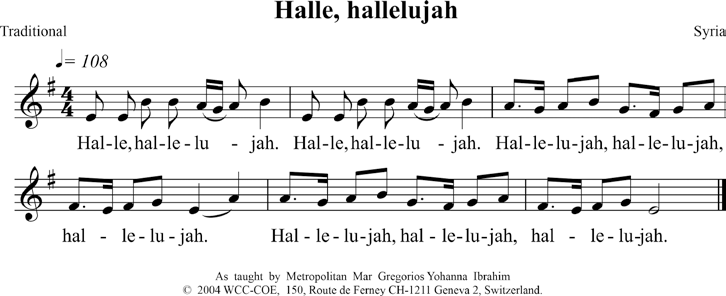 Halle, hallelujah
Traditional
Syria
= 108
4
4
Hal-le, hal-le-lu - jah. Hal-le, hal-le-lu - jah. Hal-le-lu-jah, hal-le-lu-jah,
hal - le-lu-jah. Hal-le-lu-jah, hal-le-lu-jah, hal - le-lu-jah.
As taught by Metropolitan Mar Gregorios Yohanna Ibrahim
© 2004 WCC-COE, 150, Route de Ferney CH-1211 Geneva 2, Switzerland.